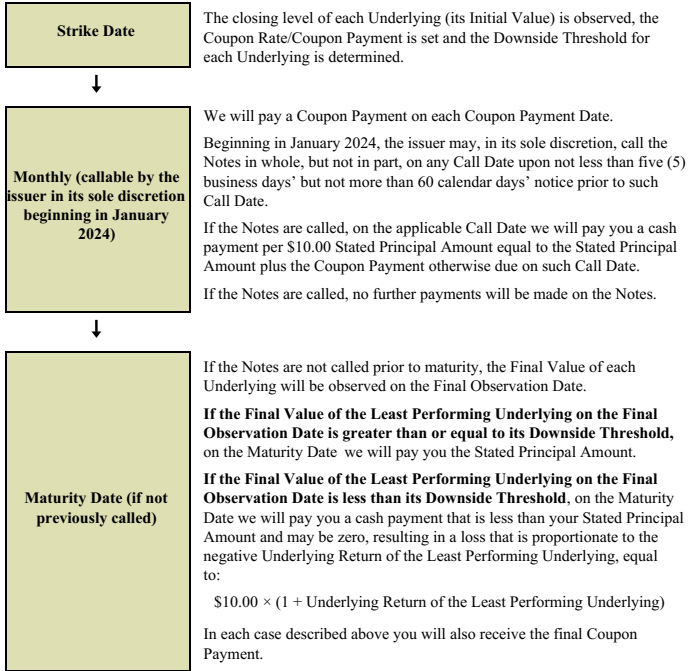 Strike Date
The closing level of each Underlying (its Initial Value) is observed, the
Coupon Rate/Coupon Payment is set and the Downside Threshold for
each Underlying is determined.
Monthly (callable by the
issuer in its sole discretion
beginning in January
2024)
We will pay a Coupon Payment on each Coupon Payment Date.
Beginning in January 2024, the issuer may, in its sole discretion, call the
Notes in whole, but not in part, on any Call Date upon not less than five (5)
business days’ but not more than 60 calendar days’ notice prior to such
Call Date.
If the Notes are called, on the applicable Call Date we will pay you a cash
payment per $10.00 Stated Principal Amount equal to the Stated Principal
Amount plus the Coupon Payment otherwise due on such Call Date.
If the Notes are called, no further payments will be made on the Notes.
Maturity Date (if not
previously called)
If the Notes are not called prior to maturity, the Final Value of each
Underlying will be observed on the Final Observation Date.
If the Final Value of the Least Performing Underlying on the Final
Observation Date is greater than or equal to its Downside Threshold,
on the Maturity Date we will pay you the Stated Principal Amount.
If the Final Value of the Least Performing Underlying on the Final
Observation Date is less than its Downside Threshold, on the Maturity
Date we will pay you a cash payment that is less than your Stated Principal
Amount and may be zero, resulting in a loss that is proportionate to the
negative Underlying Return of the Least Performing Underlying, equal
to:
$10.00 × (1 + Underlying Return of the Least Performing Underlying)
In each case described above you will also receive the final Coupon
Payment.